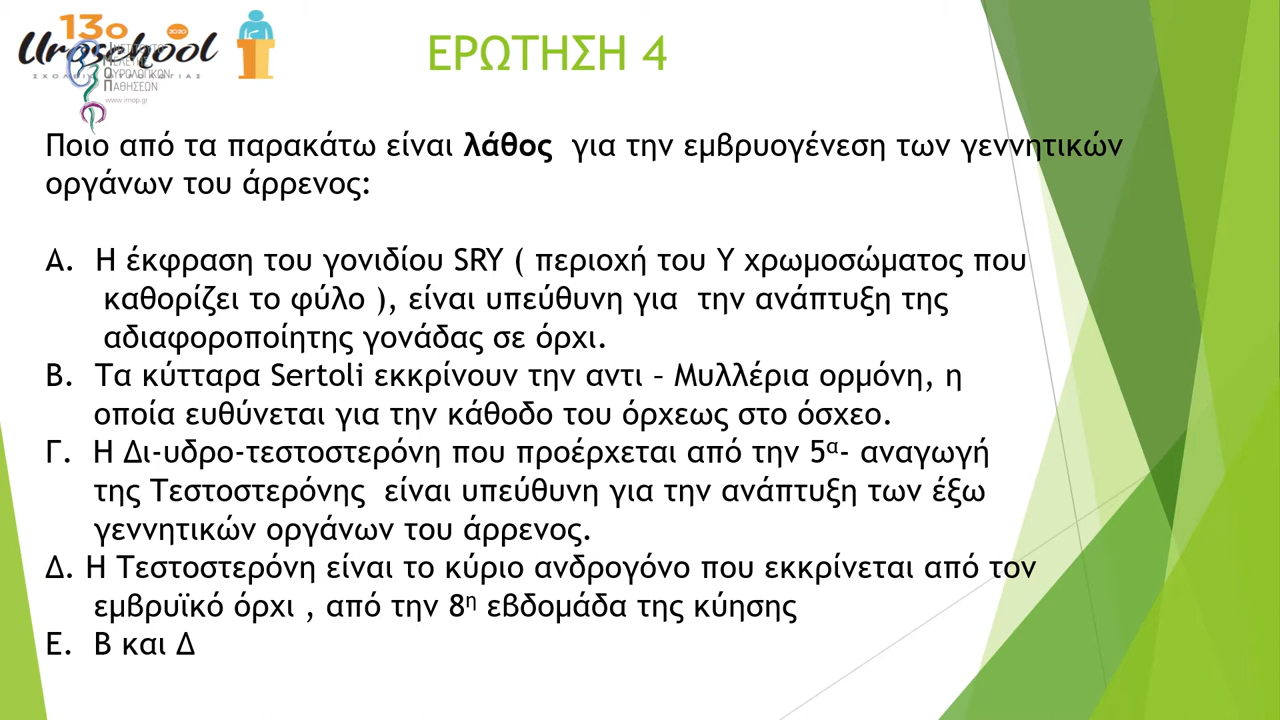 13ο 2020
Uroschool
ΙΝΣΤΙΤΟΥΤΟ
ΜΕΛΕΤΗΣ
ΟΥΡΟΛΟΓΙΚΩΝ
ΠΑΘΗΣΕΩΝ
www.imop.gr
ΕΡΩΤΗΣΗ 4
Ποιο από τα παρακάτω είναι λάθος για την εμβρυογένεση των γεννητικών
οργάνων του άρρενος:
Α. Η έκφραση του γονιδίου SRY ( περιοχή του Υ χρωμοσώματος που
καθορίζει το φύλο ), είναι υπεύθυνη για την ανάπτυξη της
αδιαφοροποίητης γονάδας σε όρχι.
Β. Τα κύτταρα Sertoli εκκρίνουν την αντι – Μυλλέρια ορμόνη, η
οποία ευθύνεται για την κάθοδο του όρχεως στο όσχεο.
Γ. Η Δι-υδρο-τεστοστερόνη που προέρχεται από την 5α- αναγωγή
της Τεστοστερόνης είναι υπεύθυνη για την ανάπτυξη των έξω
γεννητικών οργάνων του άρρενος.
Δ. Η Τεστοστερόνη είναι το κύριο ανδρογόνο που εκκρίνεται από τον
εμβρυϊκό όρχι , από την 8η εβδομάδα της κύησης
Ε. Β και Δ